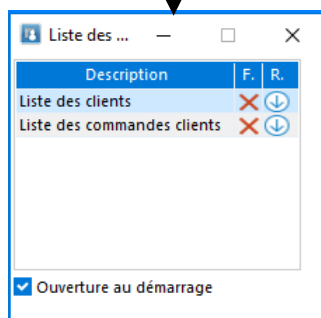 Liste des ...
Description F. R.
Liste des clients
Liste des commandes clients
Ouverture au démarrage